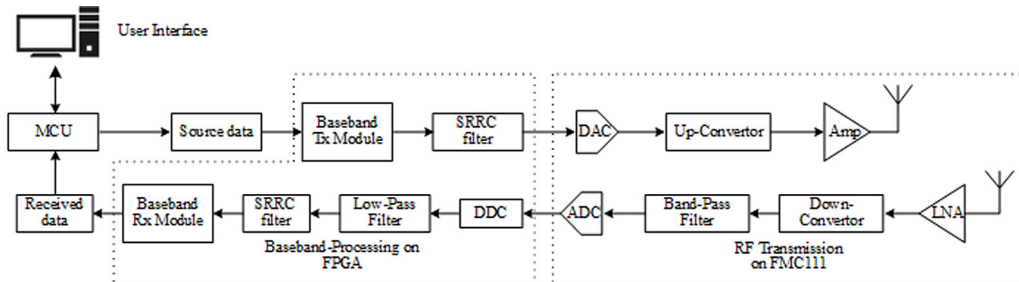 User Interface
MCU
Source data
Baseband
Tx Module
SRRC
filter
DAC
Up-Convertor
Amp
Received
data
Baseband
Rx Module
SRRC
filter
Low-Pass
Filter
DDC
ADC
Band-Pass
Filter
Down-
Convertor
LNA
Baseband-Processing on
FPGA
RF Transmission
on FMC111